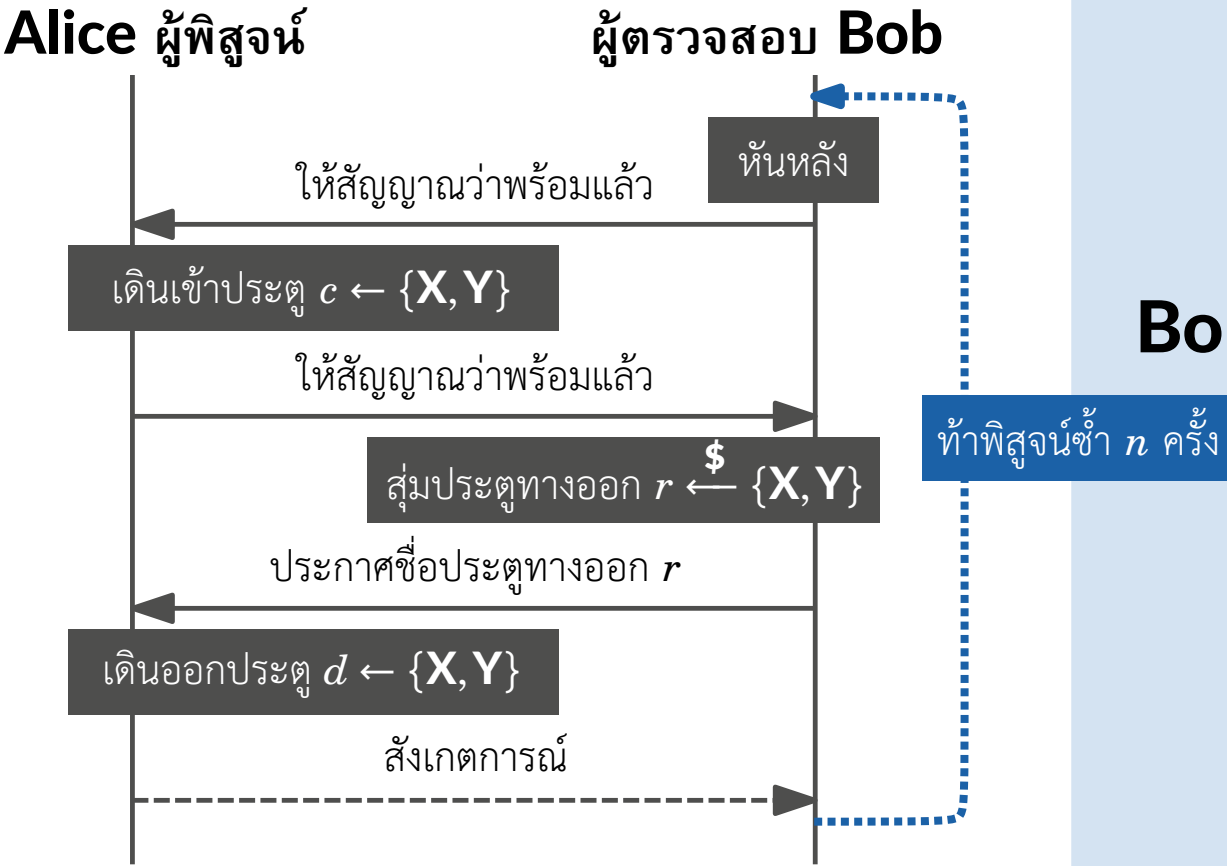 Alice ผู้พิสูจน์
ผู้ตรวจสอบ Bob
หันหลัง
ให้สัญญาณว่าพร้อมแล้ว
เดินเข้าประตู c ← {X, Y}
Bo
ให้สัญญาณว่าพร้อมแล้ว
ท้าพิสูจน์ซ้ำ n ครั้ง
$
สุ่มประตูทางออก r ← {X, Y}
ประกาศชื่อประตูทางออก r
เดินออกประตู d ← {X, Y}
สังเกตการณ์